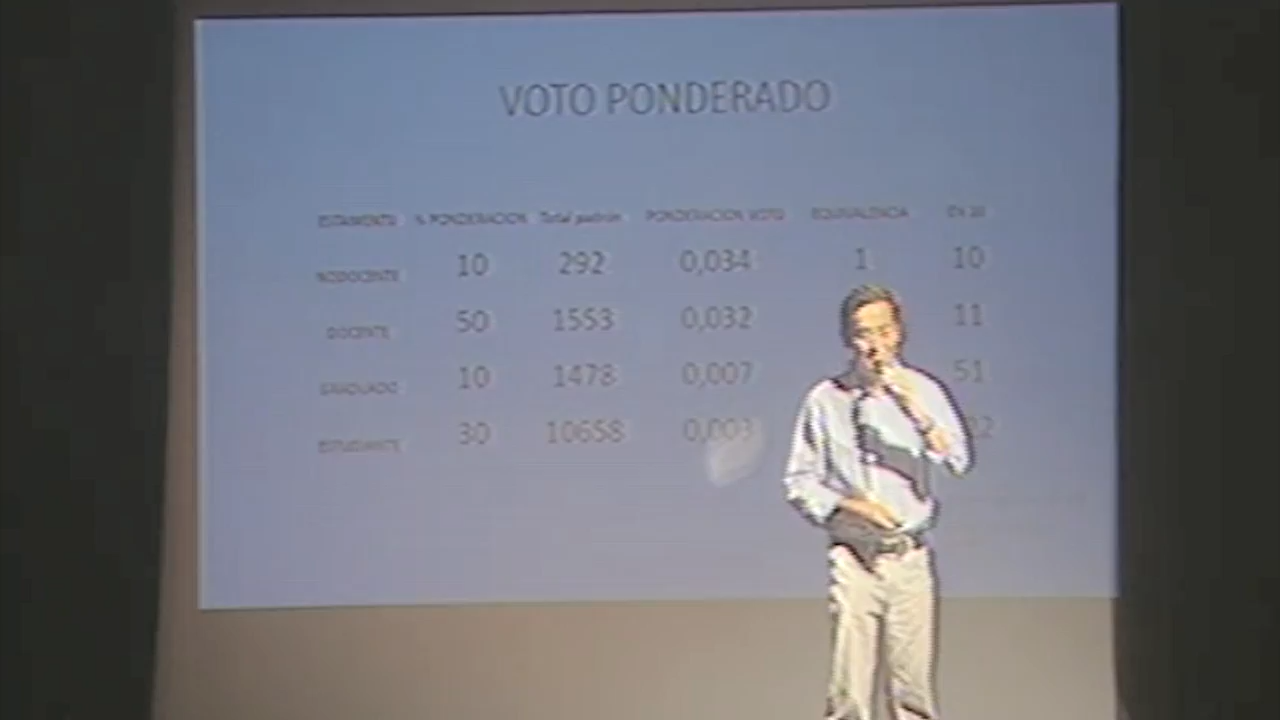 VOTO PONDERADO
ESTAMENTO % PONDERACION Total padrón PONDERACION VOTO EQUIVALENCIA EN 10
NODOCENTE 10 292 0,034 1 10
DOCENTE 50 1553 0,032 11
GRADUADO 10 1478 0,007 51
ESTUDIANTE 30 10658 0,003